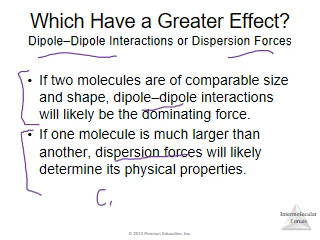 Which Have a Greater Effect?
Dipole–Dipole Interactions or Dispersion Forces
• If two molecules are of comparable size
and shape, dipole–dipole interactions
will likely be the dominating force.
• If one molecule is much larger than
another, dispersion forces will likely
determine its physical properties.
C,
Intermolecular
Forces
© 2012 Pearson Education, Inc.